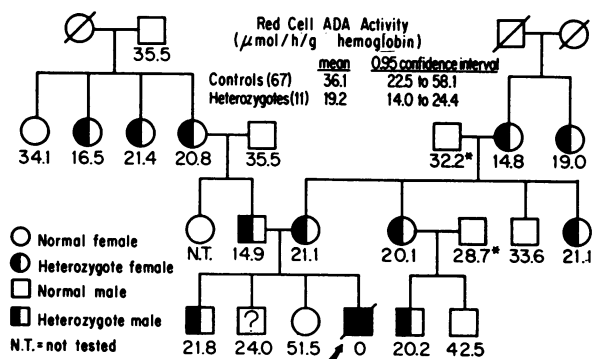 Red Cell ADA Activity
(μmol/h/g hemoglobin)
mean 0.95 confidence interval
Controls (67) 36.1 22.5 to 58.1
Heterozygotes (11) 19.2 14.0 to 24.4
35.5
34.1 16.5 21.4 20.8 35.5 32.2* 14.8 19.0
N.T. 14.9 21.1 20.1 28.7* 33.6 21.1
?
21.8 24.0 51.5 0 20.2 42.5
Normal female
Heterozygote female
Normal male
Heterozygote male
N.T. = not tested